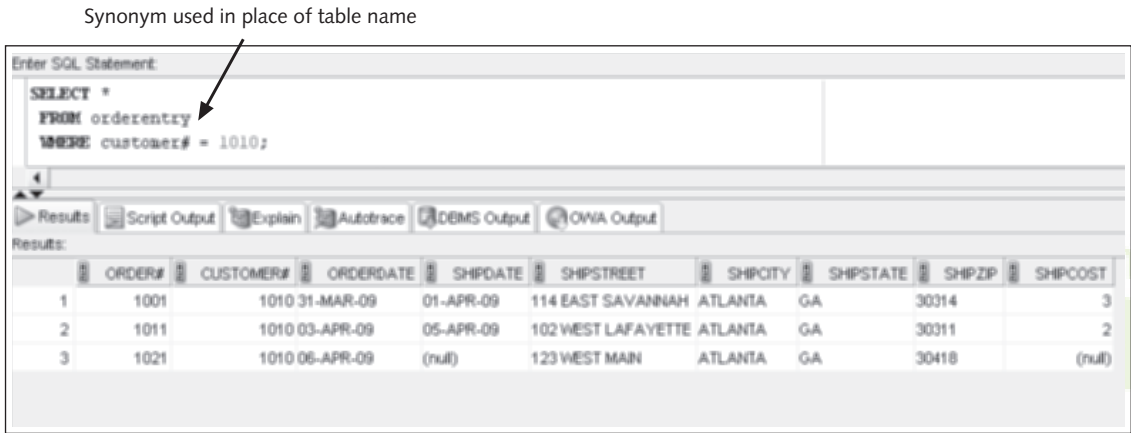 Synonym used in place of table name
Enter SQL Statement:
SELECT *
FROM orderentry
WHERE customer# = 1010;
Results Script Output Explain Autotrace DBMS Output OWA Output
Results:
ORDER# CUSTOMER# ORDERDATE SHIPDATE SHIPSTREET SHIPCITY SHIPSTATE SHIPZIP SHIPCOST
1 1001 1010 31-MAR-09 01-APR-09 114 EAST SAVANNAH ATLANTA GA 30314 3
2 1011 1010 03-APR-09 05-APR-09 102 WEST LAFAYETTE ATLANTA GA 30311 2
3 1021 1010 06-APR-09 (null) 123 WEST MAIN ATLANTA GA 30418 (null)